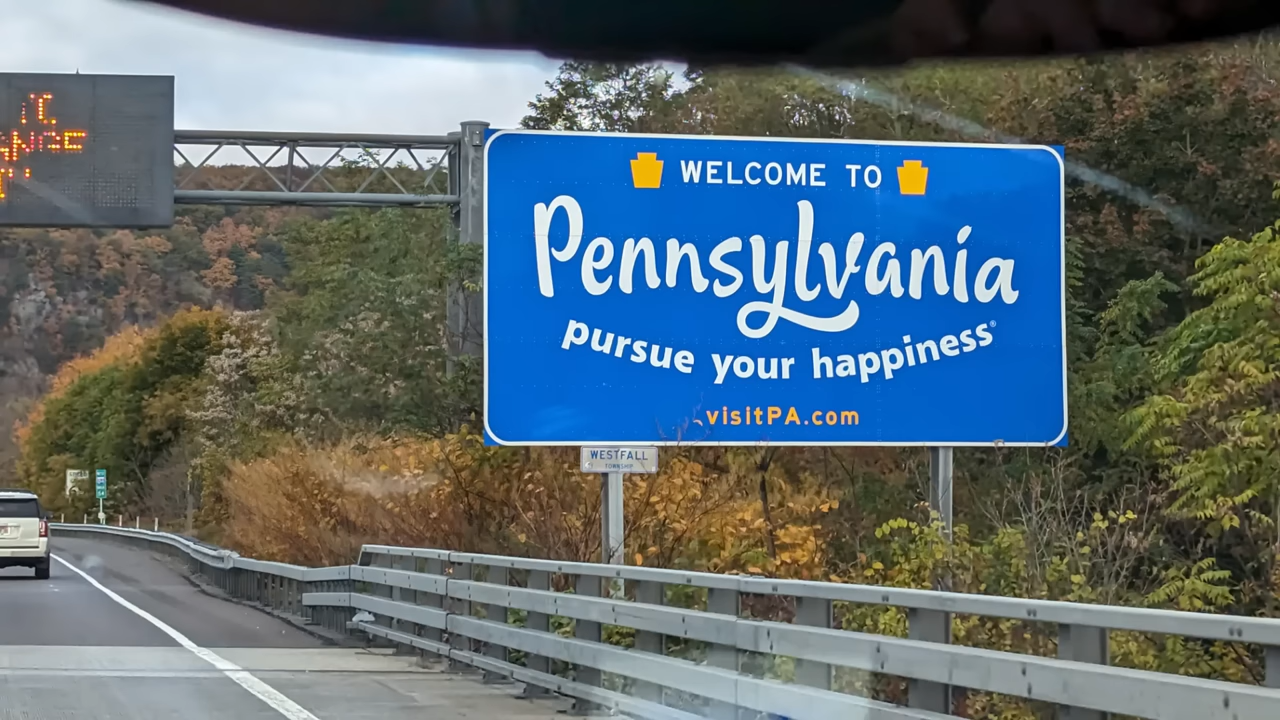 WELCOME TO
Pennsylvania
pursue your happiness®
visitPA.com
WESTFALL
TOWNSHIP